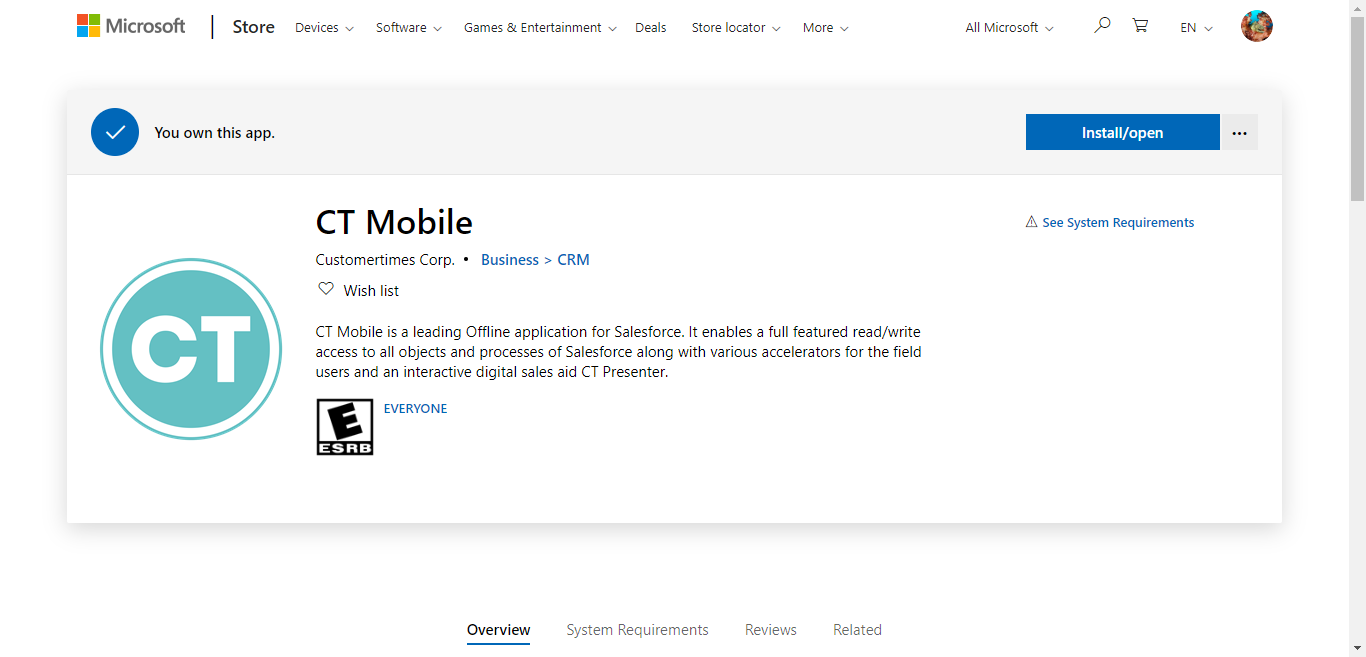 Microsoft Store Devices Software Games & Entertainment Deals Store locator More All Microsoft EN
You own this app. Install/open ...
CT Mobile
See System Requirements
Customertimes Corp. • Business > CRM
Wish list
CT
CT Mobile is a leading Offline application for Salesforce. It enables a full featured read/write
access to all objects and processes of Salesforce along with various accelerators for the field
users and an interactive digital sales aid CT Presenter.
E EVERYONE
ESRB
Overview System Requirements Reviews Related